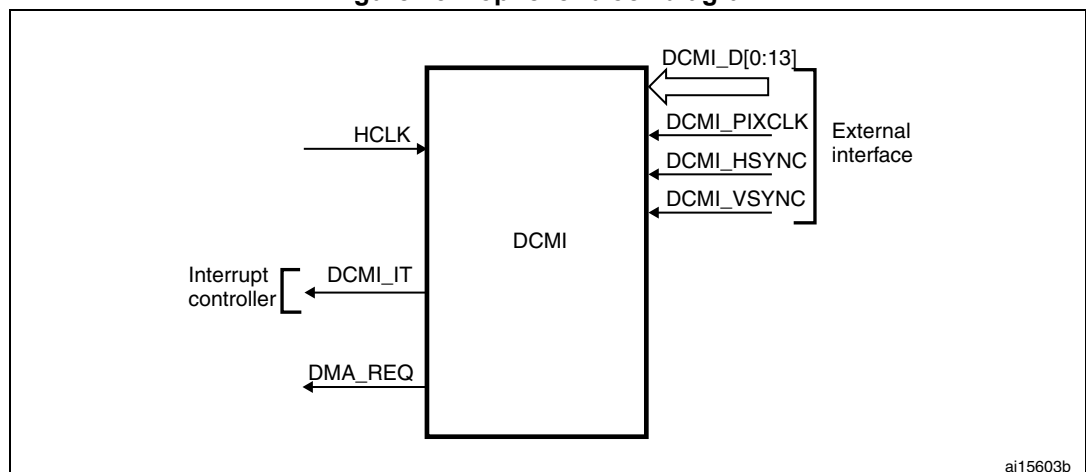 DCMI_D[0:13]
DCMI_PIXCLK
External
interface
HCLK
DCMI_HSYNC
DCMI_VSYNC
DCMI
Interrupt
controller
DCMI_IT
DMA_REQ
ai15603b